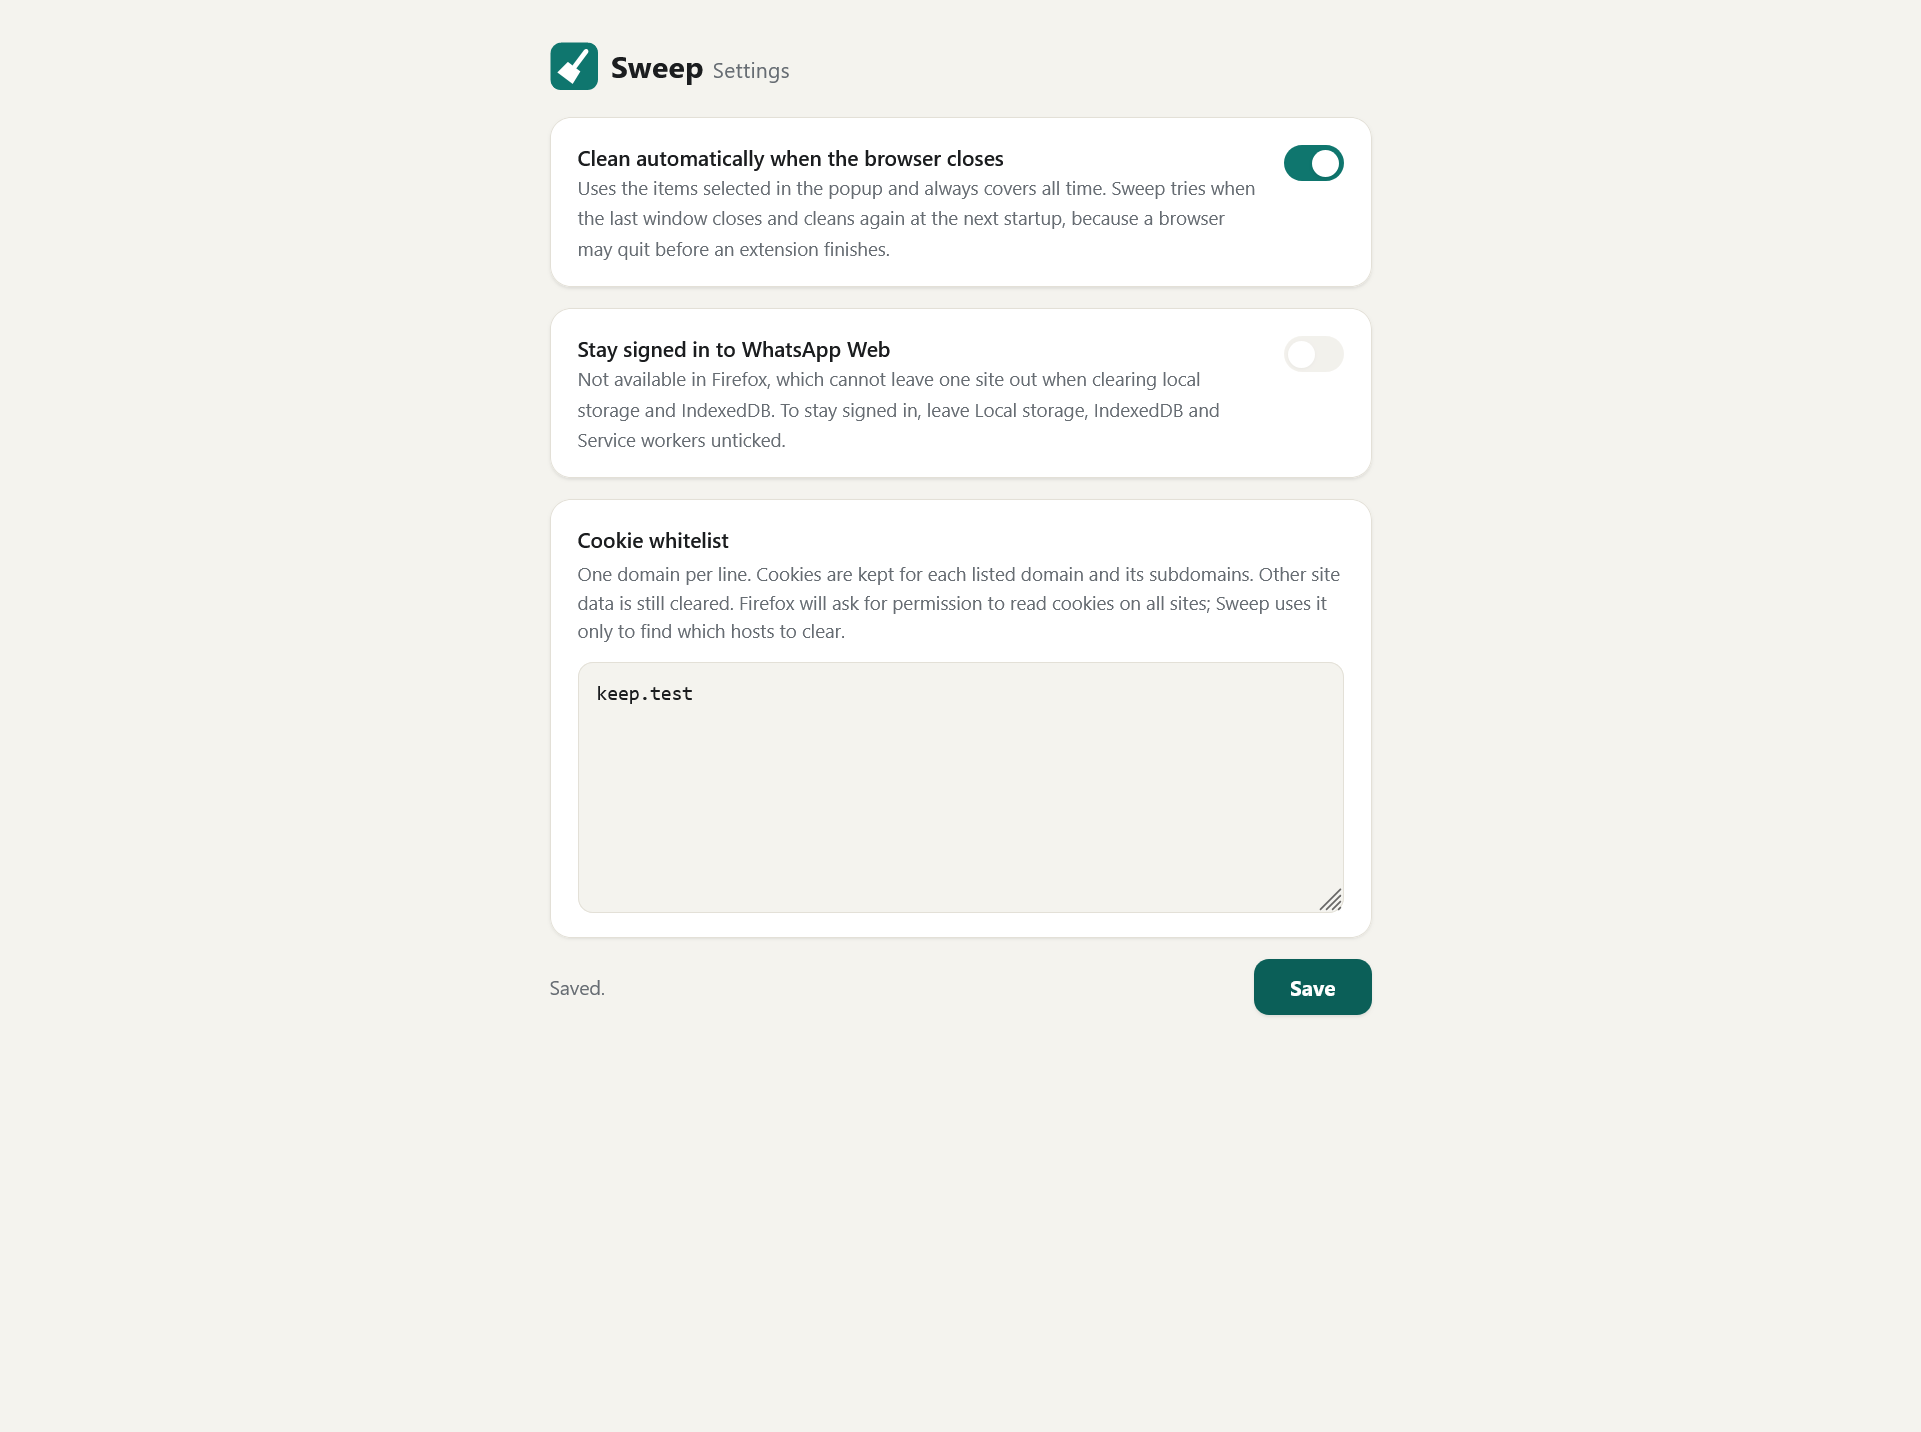 Sweep Settings
Clean automatically when the browser closes
Uses the items selected in the popup and always covers all time. Sweep tries when
the last window closes and cleans again at the next startup, because a browser
may quit before an extension finishes.
Stay signed in to WhatsApp Web
Not available in Firefox, which cannot leave one site out when clearing local
storage and IndexedDB. To stay signed in, leave Local storage, IndexedDB and
Service workers unticked.
Cookie whitelist
One domain per line. Cookies are kept for each listed domain and its subdomains. Other site
data is still cleared. Firefox will ask for permission to read cookies on all sites; Sweep uses it
only to find which hosts to clear.
keep.test
Saved.
Save